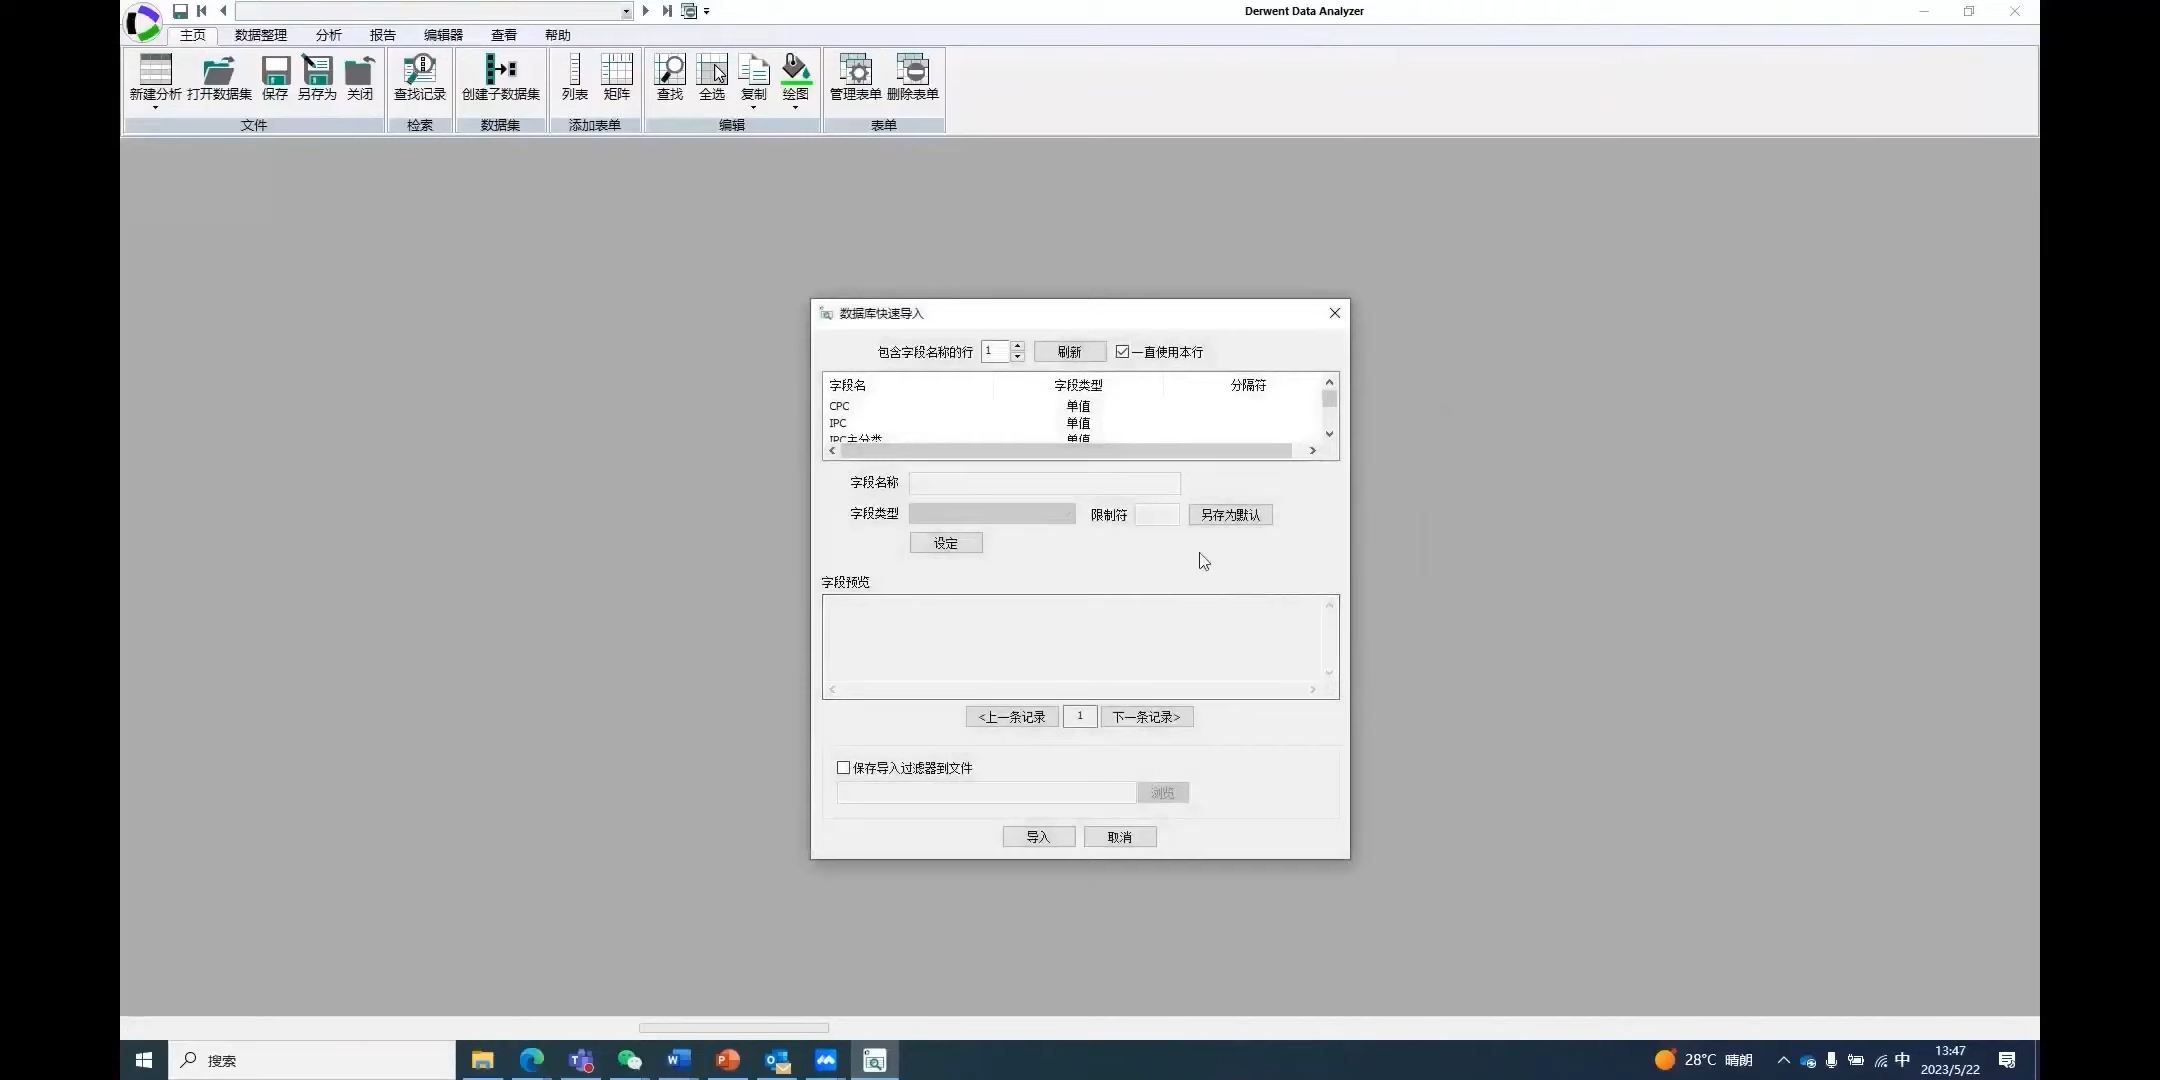 Derwent Data Analyzer
主页 数据整理 分析 报告 编辑器 查看 帮助
新建分析 打开数据集 保存 另存为 关闭 查找记录 创建子数据集 列表 矩阵 查找 全选 复制 绘图 管理表单 删除表单
文件 检索 数据集 添加表单 编辑 表单
数据库快速导入
包含字段名称的行 1 刷新 一直使用本行
字段名 字段类型 分隔符
CPC 单值
IPC 单值
IPC主分类 单值
字段名称
字段类型 限制符 另存为默认
设定
字段预览
<上一条记录 1 下一条记录>
保存导入过滤器到文件
浏览
导入 取消
搜索 28°C 晴朗 中 13:47
2023/5/22